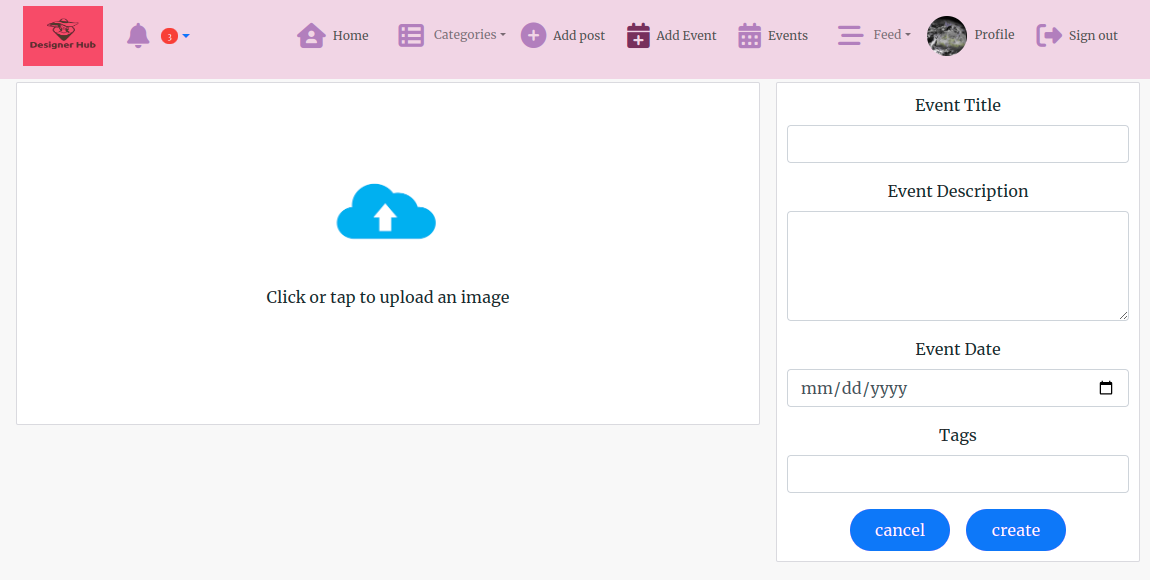 Designer Hub
3
Home
Categories
Add post
Add Event
Events
Feed
Profile
Sign out
Click or tap to upload an image
Event Title
Event Description
Event Date
mm/dd/yyyy
Tags
cancel
create